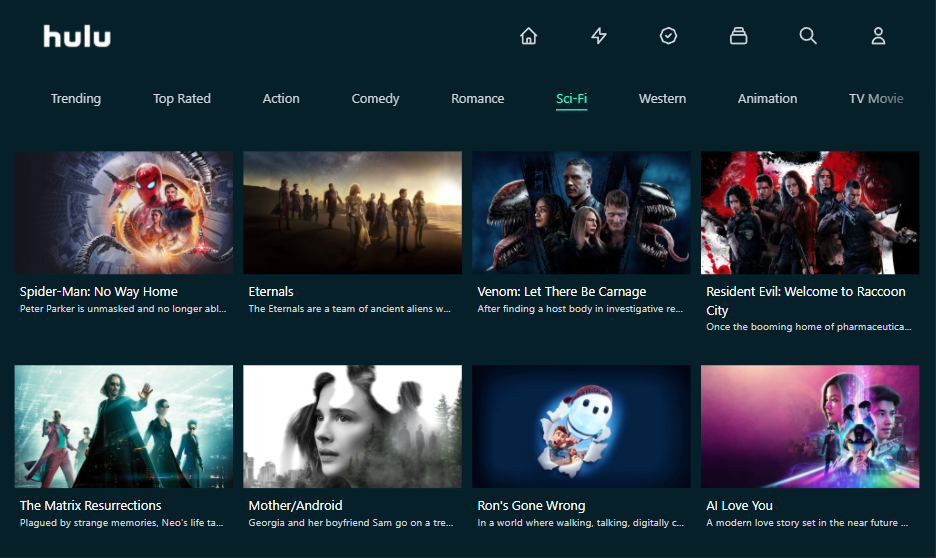 hulu
Trending Top Rated Action Comedy Romance Sci-Fi Western Animation TV Movie
Spider-Man: No Way Home
Peter Parker is unmasked and no longer abl...
Eternals
The Eternals are a team of ancient aliens w...
Venom: Let There Be Carnage
After finding a host body in investigative re...
Resident Evil: Welcome to Raccoon
City
Once the booming home of pharmaceutica...
The Matrix Resurrections
Plagued by strange memories, Neo's life ta...
Mother/Android
Georgia and her boyfriend Sam go on a tre...
Ron's Gone Wrong
In a world where walking, talking, digitally c...
AI Love You
A modern love story set in the near future ...